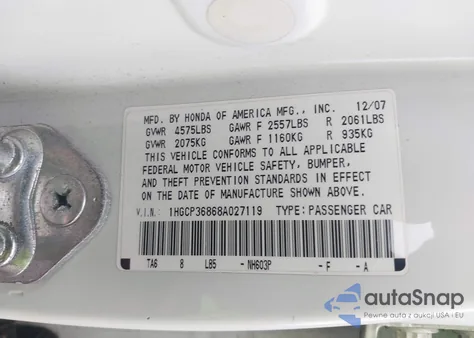 MFD. BY HONDA OF AMERICA MFG., INC. 12/07
GVWR 4575LBS GAWR F 2557LBS R 2061LBS
GVWR 2075KG GAWR F 1160KG R 935KG
THIS VEHICLE CONFORMS TO ALL APPLICABLE
FEDERAL MOTOR VEHICLE SAFETY, BUMPER,
AND THEFT PREVENTION STANDARDS IN EFFECT
ON THE DATE OF MANUFACTURE SHOWN ABOVE.
V.I.N.: 1HGCP36868A027119 TYPE: PASSENGER CAR
TA6 8 LB5 -NH603P -F -A
autoSnap
Pewne auta z aukcji USA i EU